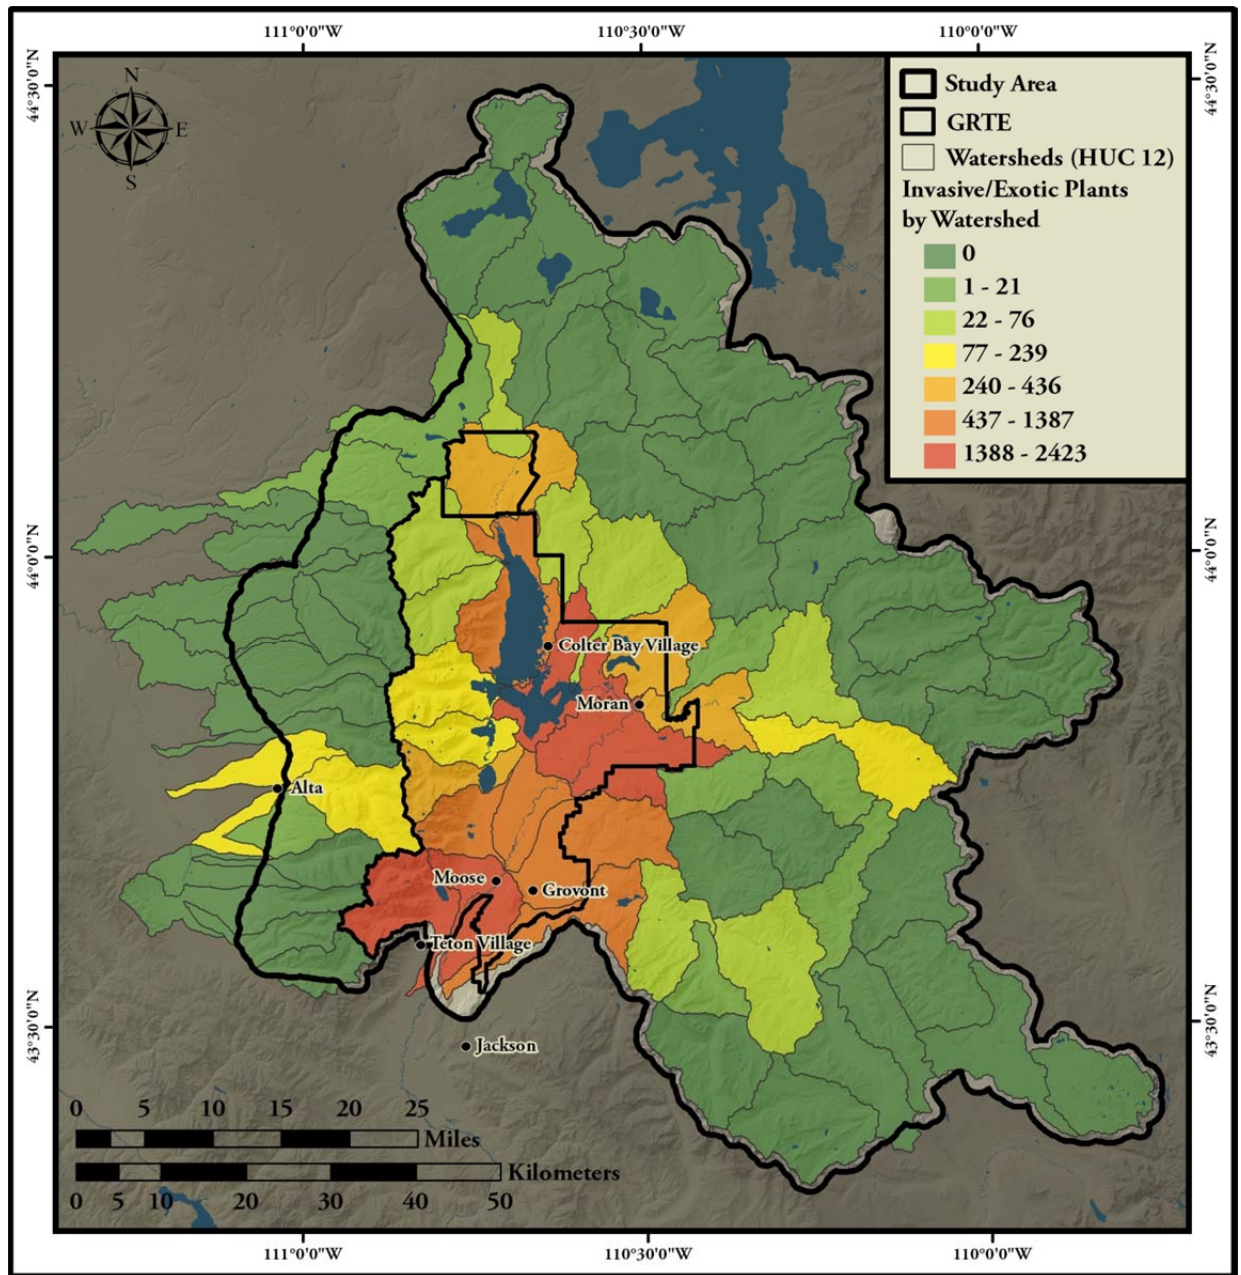 111°0'0"W
110°30'0"W
110°0'0"W
44°30'0"N
44°30'0"N
N
W
E
S
Study Area
GRTE
Watersheds (HUC 12)
Invasive/Exotic Plants
by Watershed
0
1 - 21
22 - 76
77 - 239
240 - 436
437 - 1387
1388 - 2423
44°0'0"N
44°0'0"N
Colter Bay Village
Moran
Alta
Moose
Grovont
Teton Village
43°30'0"N
43°30'0"N
Jackson
0 5 10 15 20 25
Miles
Kilometers
0 5 10 20 30 40 50
111°0'0"W
110°30'0"W
110°0'0"W